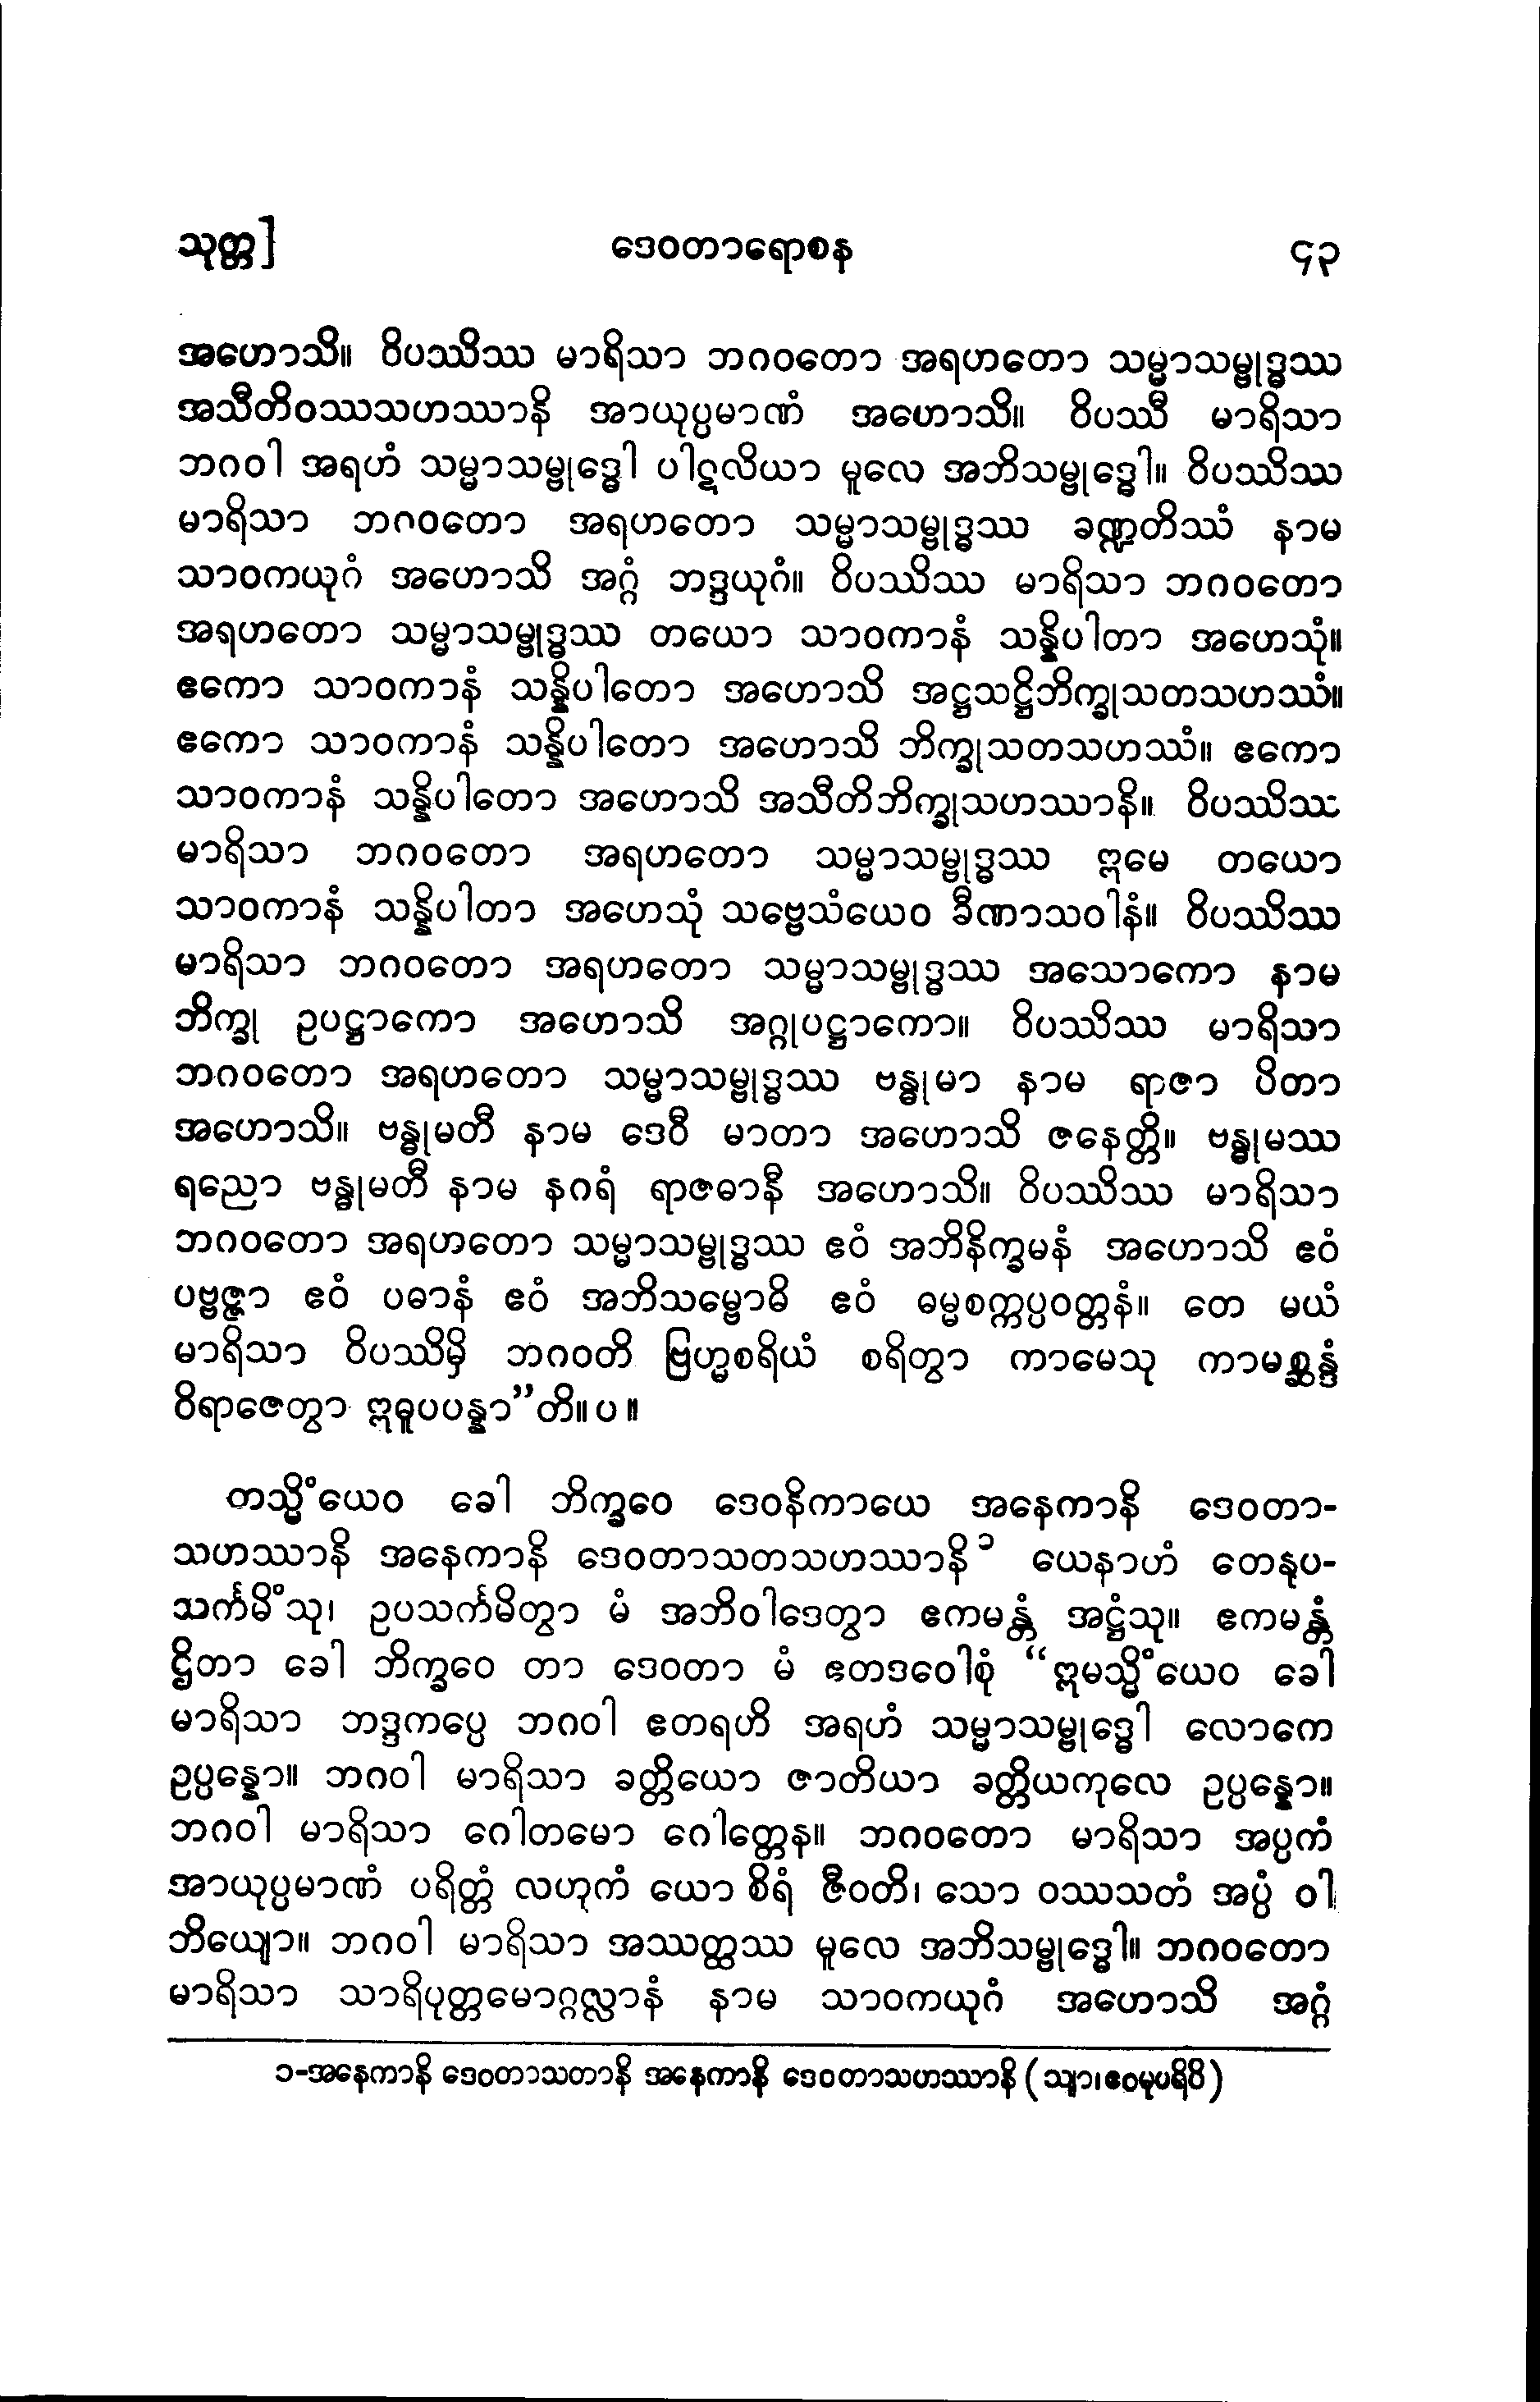 သုတ္တ]
ဒေဝတာရောစန
၄၃
အဟောသိ။ ဝိပဿိဿ မာရိသာ ဘဂဝတော အရဟတော သမ္မာသမ္ဗုဒ္ဓဿ
အသီတိဝဿသဟဿာနိ အာယုပ္ပမာဏံ အဟောသိ။ ဝိပဿီ မာရိသာ
ဘဂဝါ အရဟံ သမ္မာသမ္ဗုဒ္ဓေါ ပါဋလိယာ မူလေ အဘိသမ္ဗုဒ္ဓေါ။ ဝိပဿိဿ
မာရိသာ ဘဂဝတော အရဟတော သမ္မာသမ္ဗုဒ္ဓဿ ခဏ္ဍတိဿံ နာမ
သာဝကယုဂံ အဟောသိ အဂ္ဂံ ဘဒ္ဒယုဂံ။ ဝိပဿိဿ မာရိသာ ဘဂဝတော
အရဟတော သမ္မာသမ္ဗုဒ္ဓဿ တယော သာဝကာနံ သန္နိပါတာ အဟေသုံ။
ဧကော သာဝကာနံ သန္နိပါတော အဟောသိ အဋ္ဌသဋ္ဌိဘိက္ခုသတသဟဿံ။
ဧကော သာဝကာနံ သန္နိပါတော အဟောသိ ဘိက္ခုသတသဟဿံ။ ဧကော
သာဝကာနံ သန္နိပါတော အဟောသိ အသီတိဘိက္ခုသဟဿာနိ။ ဝိပဿိဿ
မာရိသာ ဘဂဝတော အရဟတော သမ္မာသမ္ဗုဒ္ဓဿ ဣမေ တယော
သာဝကာနံ သန္နိပါတာ အဟေသုံ သဗ္ဗေသံယေဝ ခီဏာသဝါနံ။ ဝိပဿိဿ
မာရိသာ ဘဂဝတော အရဟတော သမ္မာသမ္ဗုဒ္ဓဿ အသောကော နာမ
ဘိက္ခု ဥပဋ္ဌာကော အဟောသိ အဂ္ဂုပဋ္ဌာကော။ ဝိပဿိဿ မာရိသာ
ဘဂဝတော အရဟတော သမ္မာသမ္ဗုဒ္ဓဿ ဗန္ဓုမာ နာမ ရာဇာ ပိတာ
အဟောသိ။ ဗန္ဓုမတီ နာမ ဒေဝီ မာတာ အဟောသိ ဇနေတ္တိ။ ဗန္ဓုမဿ
ရညော ဗန္ဓုမတီ နာမ နဂရံ ရာဇဓာနီ အဟောသိ။ ဝိပဿိဿ မာရိသာ
ဘဂဝတော အရဟတော သမ္မာသမ္ဗုဒ္ဓဿ ဧဝံ အဘိနိက္ခမနံ အဟောသိ ဧဝံ
ပဗ္ဗဇ္ဇာ ဧဝံ ပဓာနံ ဧဝံ အဘိသမ္ဗောဓိ ဧဝံ ဓမ္မစက္ကပ္ပဝတ္တနံ။ တေ မယံ
မာရိသာ ဝိပဿိမှိ ဘဂဝတိ ဗြဟ္မစရိယံ စရိတွာ ကာမေသု ကာမစ္ဆန္ဒံ
ဝိရာဇေတွာ ဣဓူပပန္နာ”တိ။ပ။
တသ္မိံယေဝ ခေါ ဘိက္ခဝေ ဒေဝနိကာယေ အနေကာနိ ဒေဝတာ-
သဟဿာနိ အနေကာနိ ဒေဝတာသတသဟဿာနိ ၁ ယေနာဟံ တေနုပ-
သင်္ကမိံသု၊ ဥပသင်္ကမိတွာ မံ အဘိဝါဒေတွာ ဧကမန္တံ အဋ္ဌံသု။ ဧကမန္တံ
ဌိတာ ခေါ ဘိက္ခဝေ တာ ဒေဝတာ မံ ဧတဒဝေါစုံ “ဣမသ္မိံယေဝ ခေါ
မာရိသာ ဘဒ္ဒကပ္ပေ ဘဂဝါ ဧတရဟိ အရဟံ သမ္မာသမ္ဗုဒ္ဓေါ လောကေ
ဥပ္ပန္နော။ ဘဂဝါ မာရိသာ ခတ္တိယော ဇာတိယာ ခတ္တိယကုလေ ဥပ္ပန္နော။
ဘဂဝါ မာရိသာ ဂေါတမော ဂေါတ္တေန။ ဘဂဝတော မာရိသာ အပ္ပကံ
အာယုပ္ပမာဏံ ပရိတ္တံ လဟုကံ ယော စိရံ ဇီဝတိ၊ သော ဝဿသတံ အပ္ပံ ဝါ
ဘိယျော။ ဘဂဝါ မာရိသာ အဿတ္ထဿ မူလေ အဘိသမ္ဗုဒ္ဓေါ။ ဘဂဝတော
မာရိသာ သာရိပုတ္တမောဂ္ဂလ္လာနံ နာမ သာဝကယုဂံ အဟောသိ အဂ္ဂံ
၁-အနေကာနိ ဒေဝတာသတာနိ အနေကာနိ ဒေဝတာသဟဿာနိ (သျာ၊ဧဝမုပရိပိ)